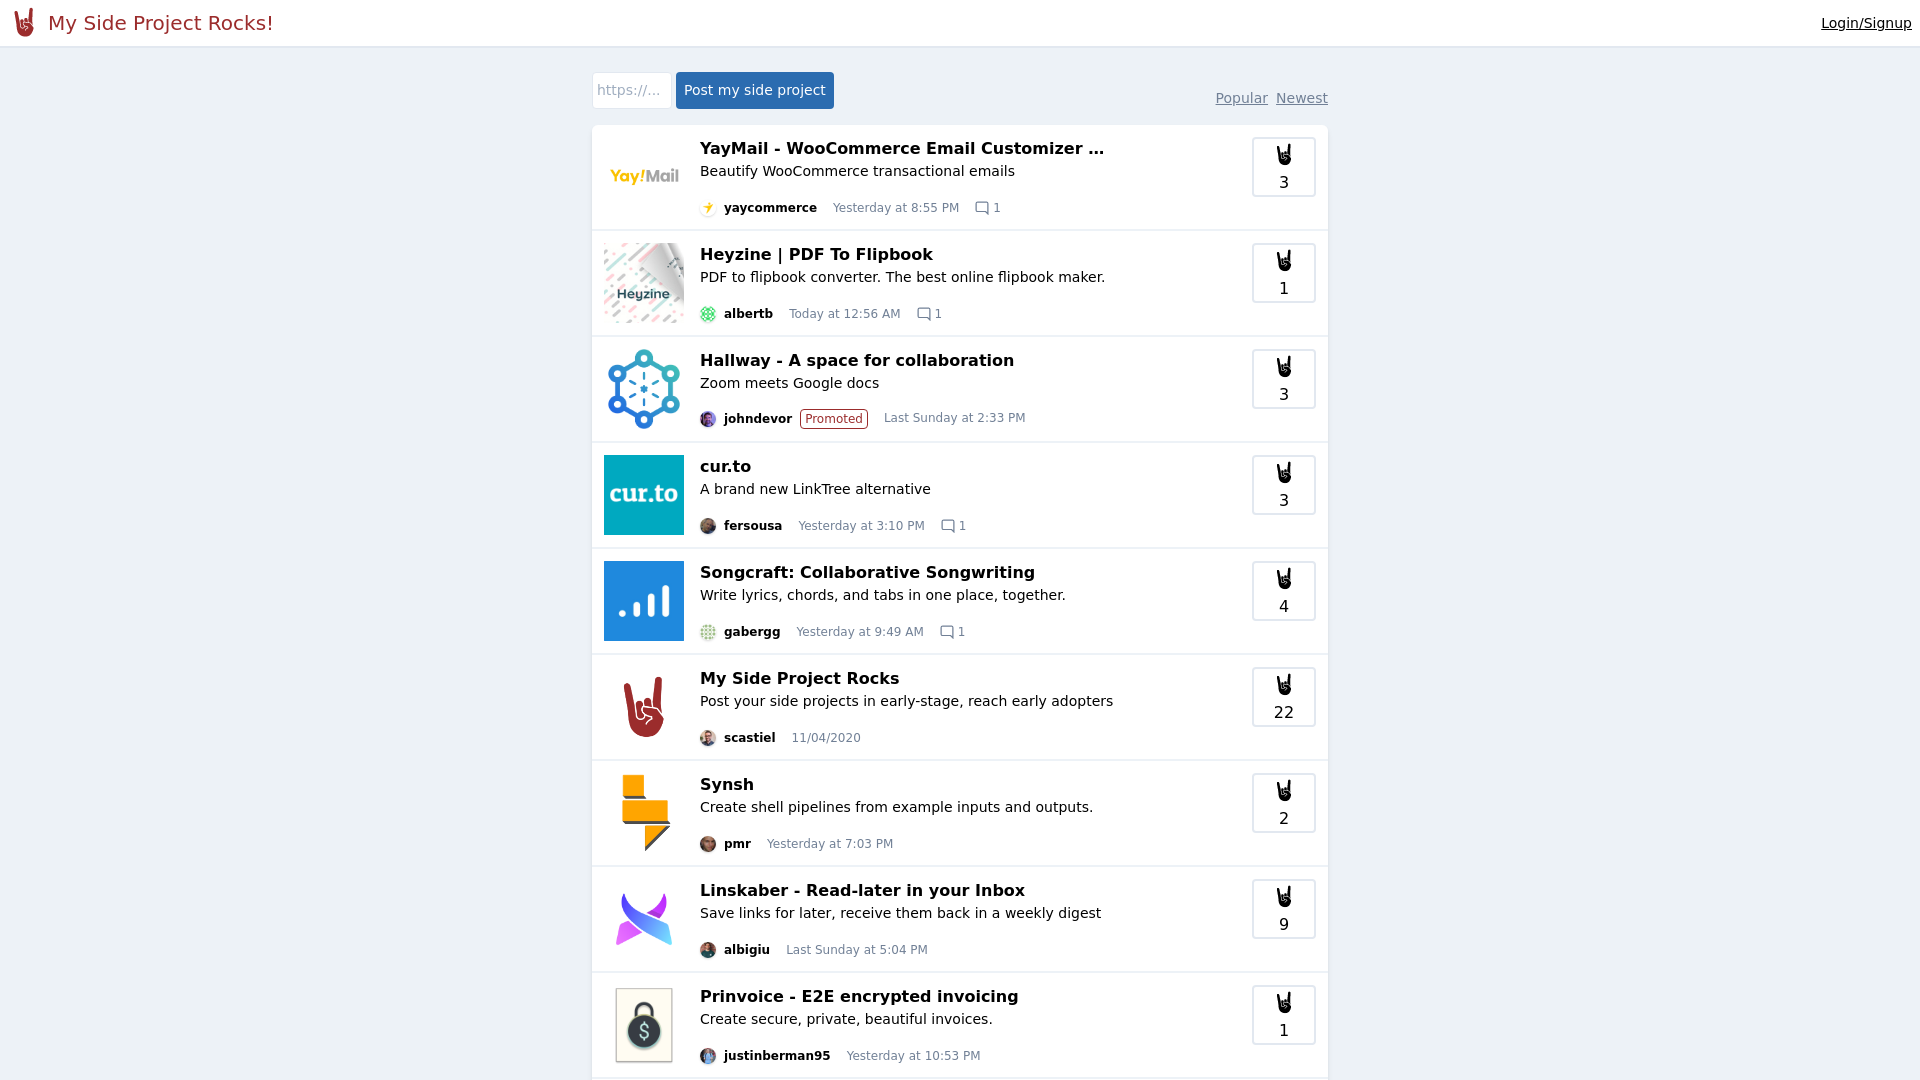 My Side Project Rocks!
Login/Signup
https://...
Post my side project
Popular Newest
Yay!Mail
YayMail - WooCommerce Email Customizer ...
Beautify WooCommerce transactional emails
yaycommerce Yesterday at 8:55 PM 1
3
Heyzine
Heyzine | PDF To Flipbook
PDF to flipbook converter. The best online flipbook maker.
albertb Today at 12:56 AM 1
1
Hallway - A space for collaboration
Zoom meets Google docs
johndevor Promoted Last Sunday at 2:33 PM
3
cur.to
cur.to
A brand new LinkTree alternative
fersousa Yesterday at 3:10 PM 1
3
Songcraft: Collaborative Songwriting
Write lyrics, chords, and tabs in one place, together.
gabergg Yesterday at 9:49 AM 1
4
My Side Project Rocks
Post your side projects in early-stage, reach early adopters
scastiel 11/04/2020
22
Synsh
Create shell pipelines from example inputs and outputs.
pmr Yesterday at 7:03 PM
2
Linskaber - Read-later in your Inbox
Save links for later, receive them back in a weekly digest
albigiu Last Sunday at 5:04 PM
9
$
Prinvoice - E2E encrypted invoicing
Create secure, private, beautiful invoices.
justinberman95 Yesterday at 10:53 PM
1